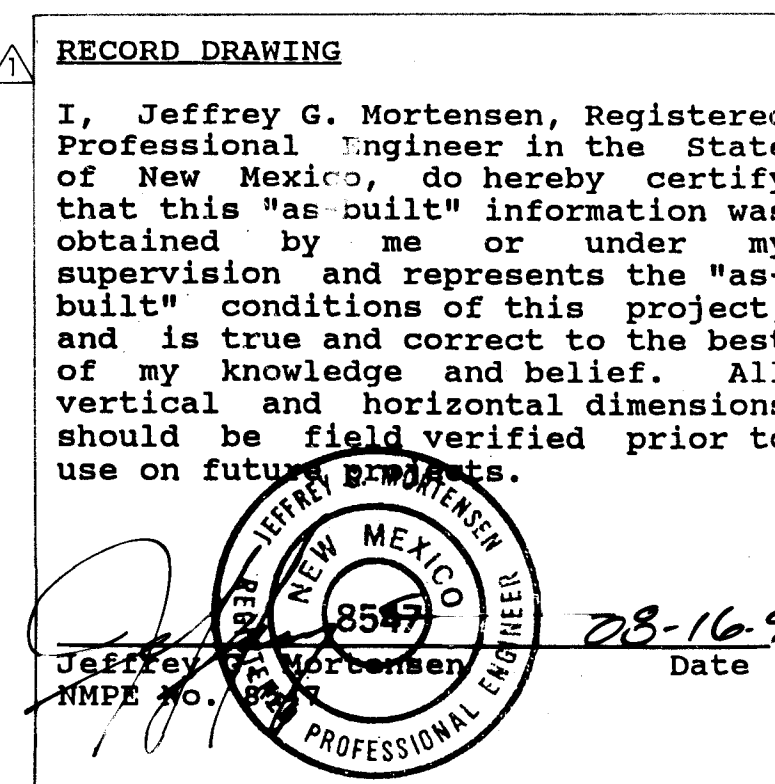 1
RECORD DRAWING
I, Jeffrey G. Mortensen, Registered
Professional Engineer in the State
of New Mexico, do hereby certify
that this "as-built" information was
obtained by me or under my
supervision and represents the "as-
built" conditions of this project,
and is true and correct to the best
of my knowledge and belief. All
vertical and horizontal dimensions
should be field verified prior to
use on future projects.
JEFFREY G. MORTENSEN
NEW MEXICO
8547
REGISTERED PROFESSIONAL ENGINEER
08-16-9
Jeffrey G. Mortensen Date
NMPE No. 8547